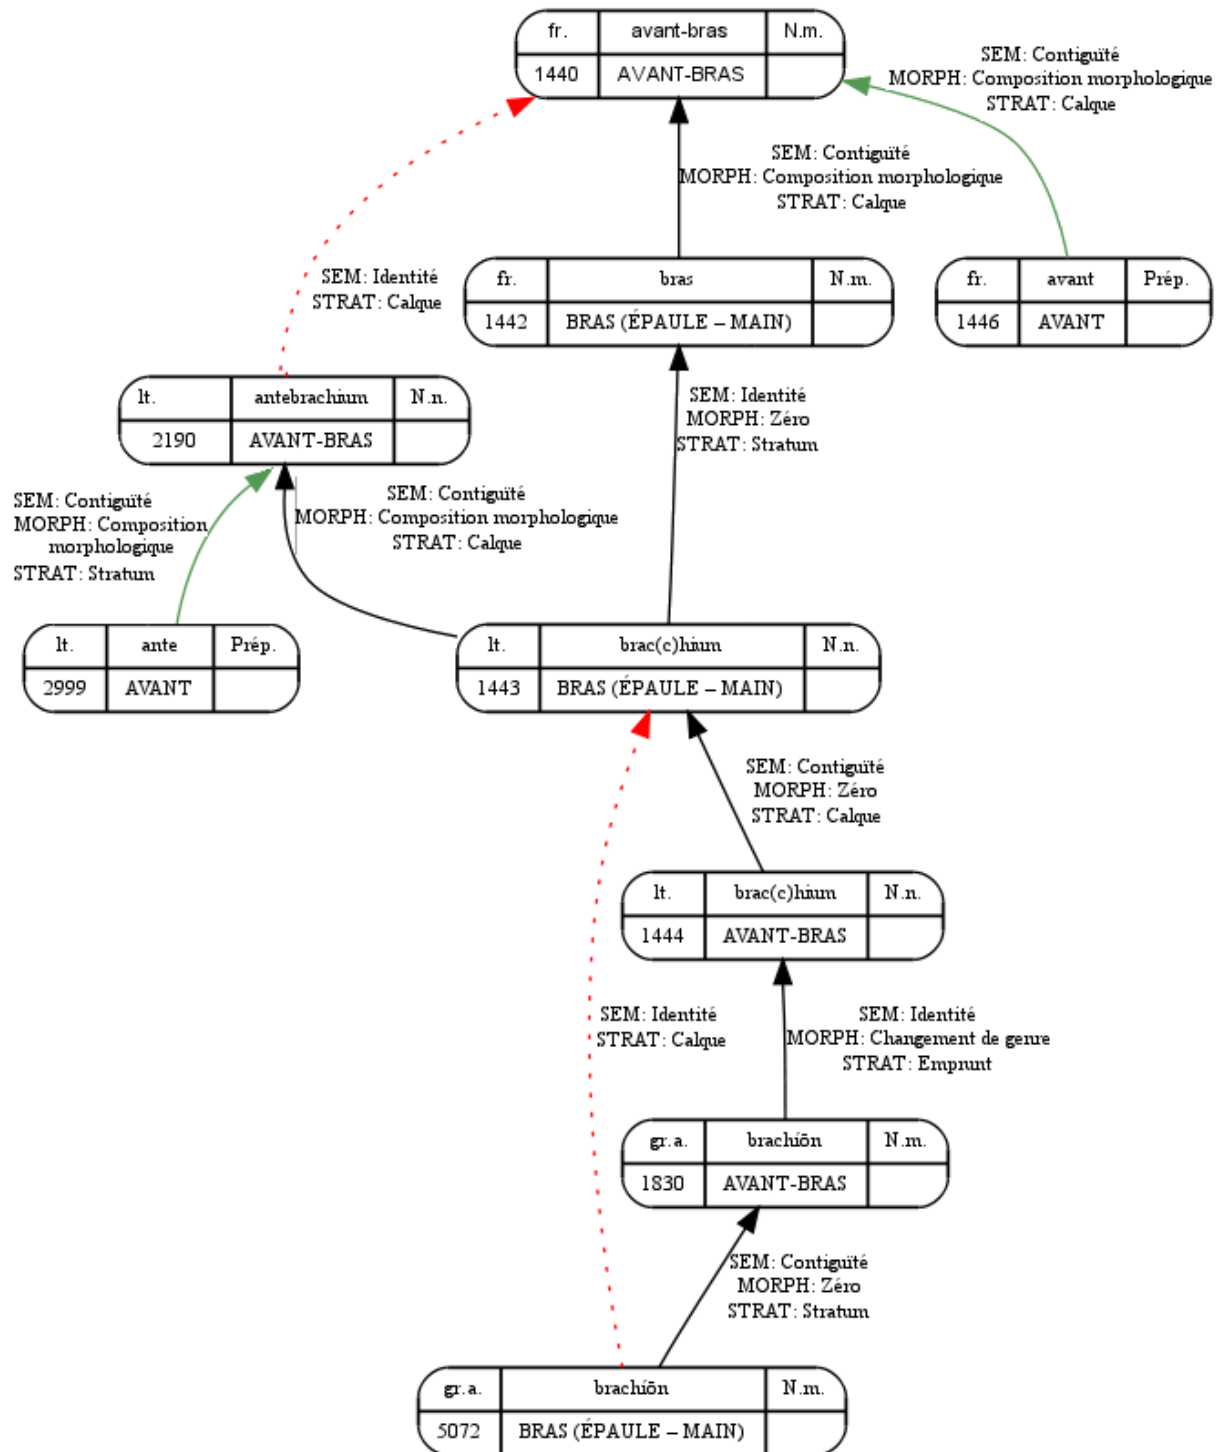 fr. avant-bras N.m.
1440 AVANT-BRAS
SEM: Contiguïté
MORPH: Composition morphologique
STRAT: Calque
SEM: Contiguïté
MORPH: Composition morphologique
STRAT: Calque
SEM: Identité
STRAT: Calque
fr. bras N.m.
1442 BRAS (ÉPAULE – MAIN)
fr. avant Prép.
1446 AVANT
lt. antebrachium N.n.
2190 AVANT-BRAS
SEM: Identité
MORPH: Zéro
STRAT: Stratum
SEM: Contiguïté
MORPH: Composition
morphologique
STRAT: Stratum
SEM: Contiguïté
MORPH: Composition morphologique
STRAT: Calque
lt. ante Prép.
2999 AVANT
lt. brac(c)hium N.n.
1443 BRAS (ÉPAULE – MAIN)
SEM: Contiguïté
MORPH: Zéro
STRAT: Calque
lt. brac(c)hium N.n.
1444 AVANT-BRAS
SEM: Identité
STRAT: Calque
SEM: Identité
MORPH: Changement de genre
STRAT: Emprunt
gr.a. brachíōn N.m.
1830 AVANT-BRAS
SEM: Contiguïté
MORPH: Zéro
STRAT: Stratum
gr.a. brachíōn N.m.
5072 BRAS (ÉPAULE – MAIN)